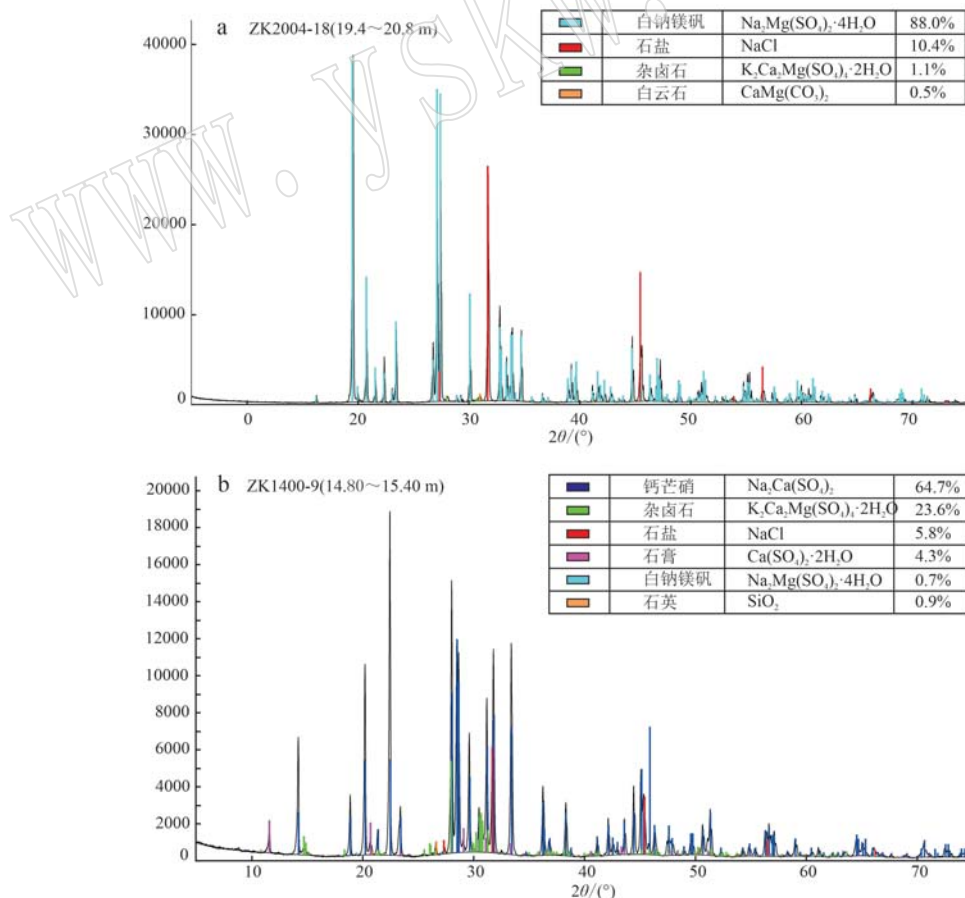 www.yskw.
a ZK2004-18(19.4～20.8 m)
白钠镁矾 Na₂Mg(SO₄)₂·4H₂O 88.0%
石盐 NaCl 10.4%
杂卤石 K₂Ca₂Mg(SO₄)₄·2H₂O 1.1%
白云石 CaMg(CO₃)₂ 0.5%
40000
30000
20000
10000
0
0 20 30 40 50 60 70
2θ/(°)
b ZK1400-9(14.80～15.40 m)
钙芒硝 Na₂Ca(SO₄)₂ 64.7%
杂卤石 K₂Ca₂Mg(SO₄)₄·2H₂O 23.6%
石盐 NaCl 5.8%
石膏 Ca(SO₄)₂·2H₂O 4.3%
白钠镁矾 Na₂Mg(SO₄)₂·4H₂O 0.7%
石英 SiO₂ 0.9%
20000
18000
16000
14000
12000
10000
8000
6000
4000
2000
0
10 20 30 40 50 60 70
2θ/(°)